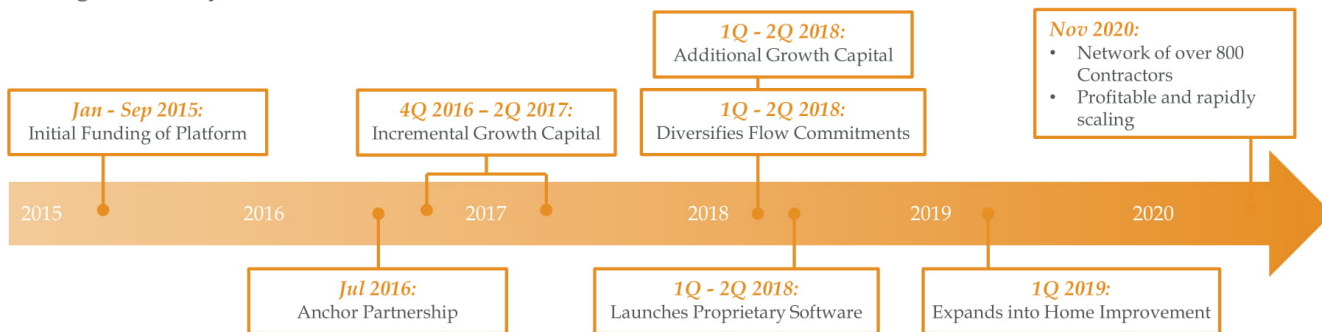 1Q - 2Q 2018:
Additional Growth Capital
Nov 2020:
• Network of over 800
Contractors
• Profitable and rapidly
scaling
Jan - Sep 2015:
Initial Funding of Platform
4Q 2016 – 2Q 2017:
Incremental Growth Capital
1Q - 2Q 2018:
Diversifies Flow Commitments
2015
2016
2017
2018
2019
2020
Jul 2016:
Anchor Partnership
1Q - 2Q 2018:
Launches Proprietary Software
1Q 2019:
Expands into Home Improvement